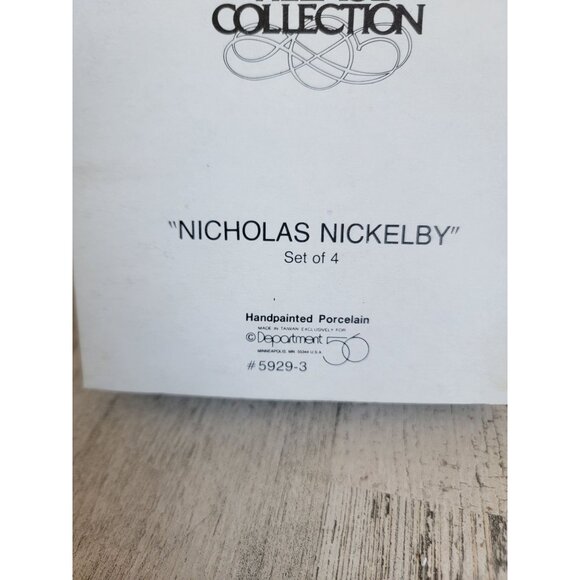 COLLECTION
"NICHOLAS NICKELBY"
Set of 4
Handpainted Porcelain
MADE IN TAIWAN EXCLUSIVELY FOR
© Department 56
MINNEAPOLIS, MN 55344 U.S.A.
#5929-3